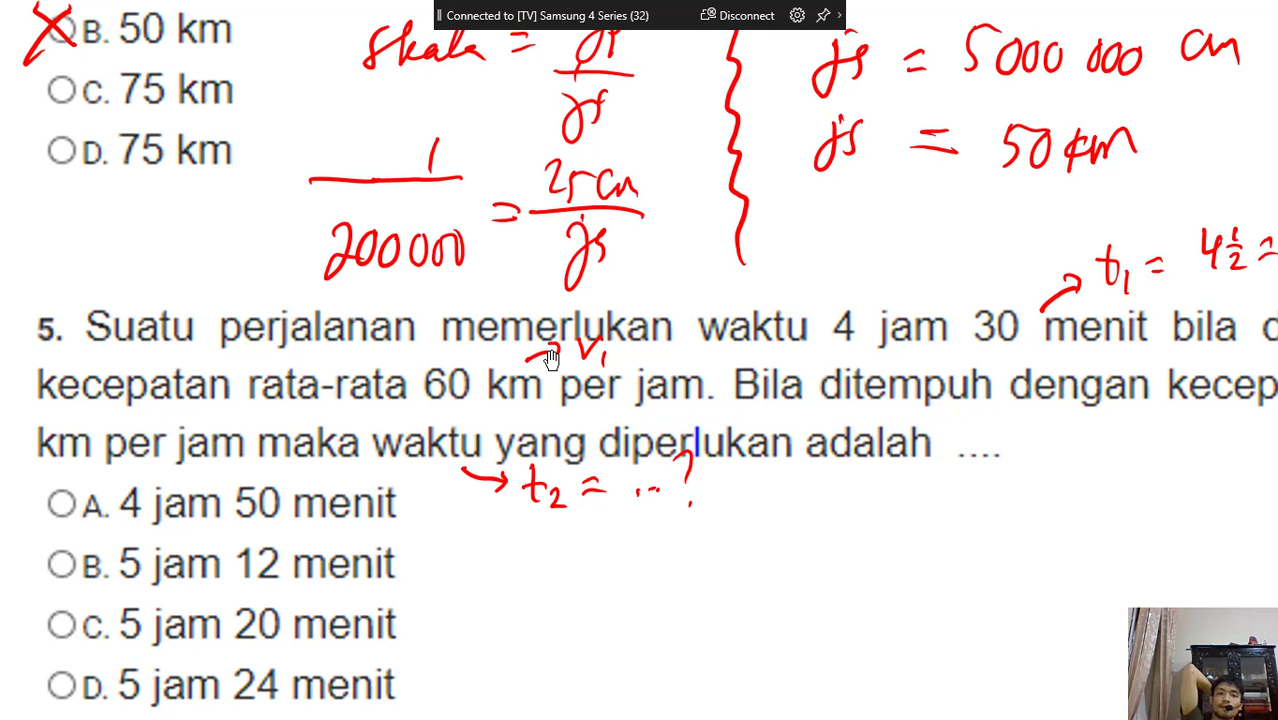 Connected to [TV] Samsung 4 Series (32) Disconnect
B. 50 km
skala =
js
js = 5000 000 cm
C. 75 km
D. 75 km
js = 50 km
1
200000
=
25 cm
js
t1 = 4 1/2 =
5. Suatu perjalanan memerlukan waktu 4 jam 30 menit bila d
V1
kecepatan rata-rata 60 km per jam. Bila ditempuh dengan kecep
km per jam maka waktu yang diperlukan adalah ....
t2 = ... ?
A. 4 jam 50 menit
B. 5 jam 12 menit
C. 5 jam 20 menit
D. 5 jam 24 menit